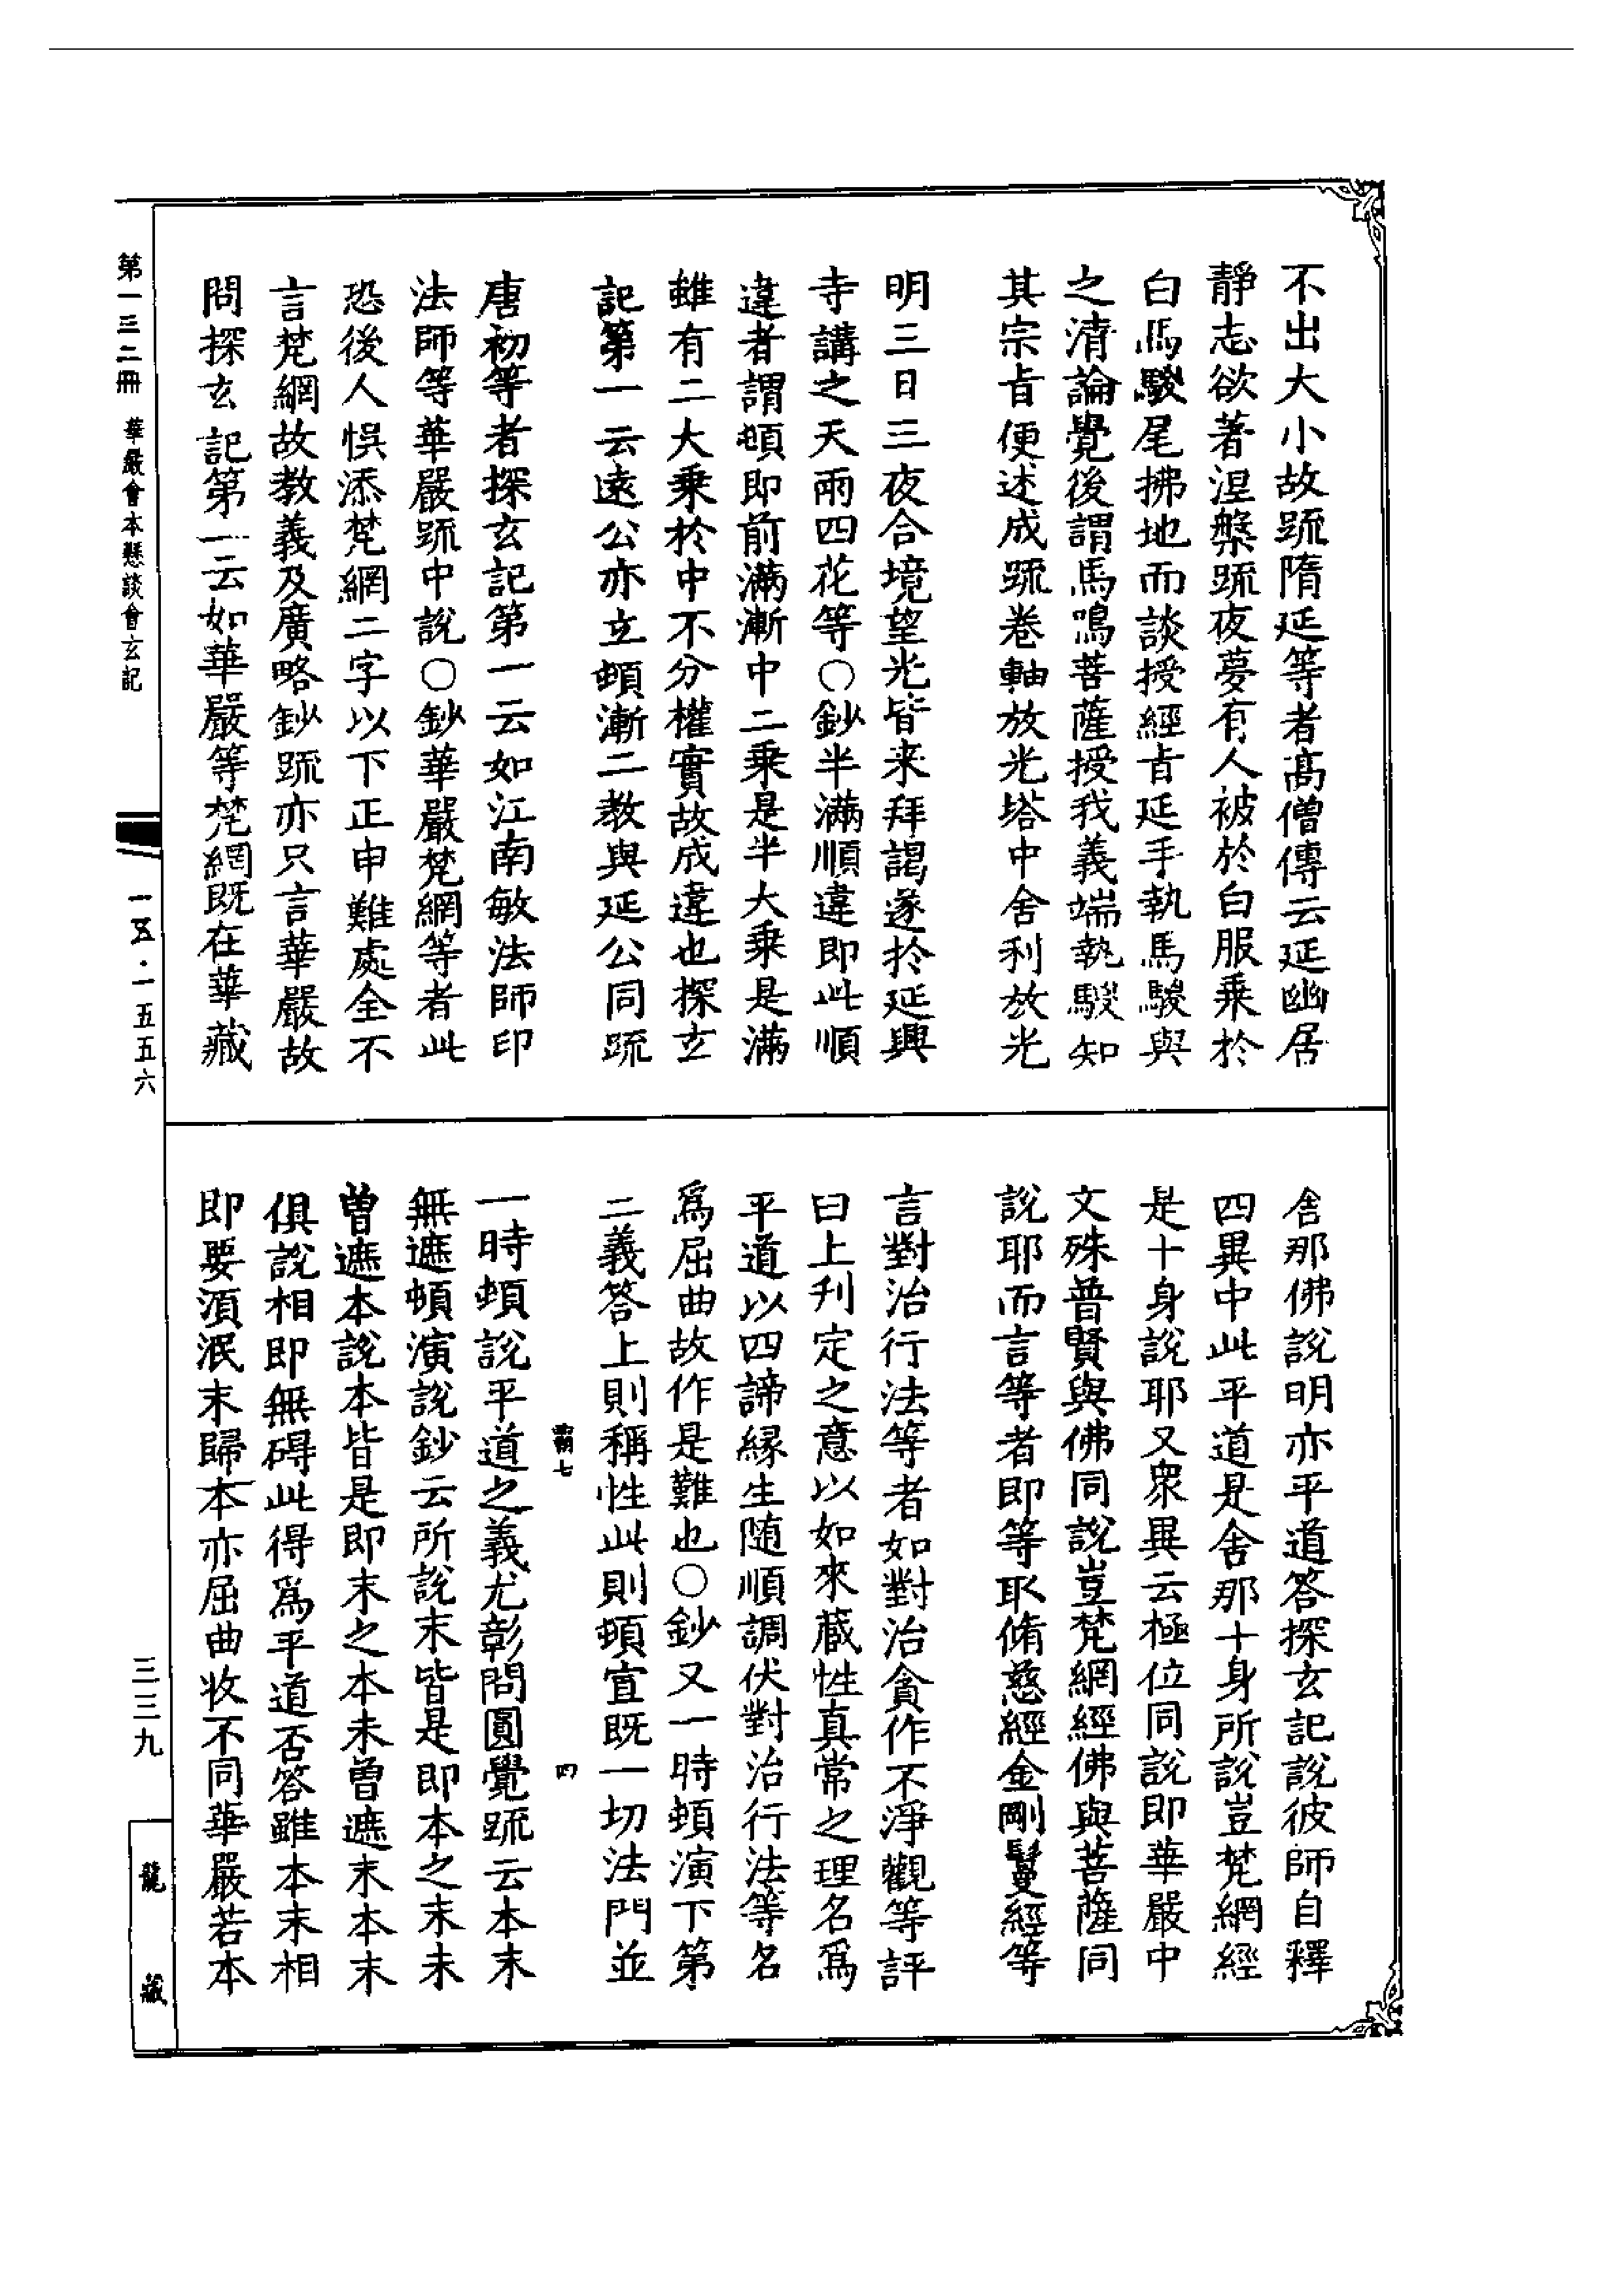 不出大小故䟽隋延等者髙僧傳云延幽居
靜志欲著涅槃䟽夜夢有人被於白服乗於
白馬駿尾拂地而談授經㫖延手執馬駿與
之清論覺後謂馬鳴菩薩授我義端執駿知
其宗㫖便述成䟽卷軸放光塔中舍利放光
明三日三夜合境望光皆来拜謁遂於延興
寺講之天雨四花等○鈔半滿順違即此順
違者謂頓即前滿漸中二乗是半大乗是滿
雖有二大乗於中不分權實故成違也探玄
記第一云遠公亦立頓漸二教與延公同䟽
唐初等者探玄記第一云如江南敏法師印
法師等華嚴䟽中說○鈔華嚴梵網等者此
恐後人悞添梵網二字以下正申難處全不
言梵網故教義及廣略鈔䟽亦只言華嚴故
問探玄記第一云如華嚴等梵網既在華藏
舍那佛說明亦平道答探玄記說彼師自釋
四異中此平道是舍那十身所說豈梵網經
是十身說耶又衆異云極位同說即華嚴中
文殊普賢與佛同說豈梵網經佛與菩薩同
說耶而言等者即等取脩慈經金剛鬘經等
言對治行法等者如對治貪作不淨觀等評
曰上刋定之意以如來藏性真常之理名爲
平道以四諦緣生随順調伏對治行法等名
爲屈曲故作是難也○鈔又一時頓演下第
二義答上則稱性此則頓宜既一切法門並
一時頓說平道之義尤彰問圓覺䟽云本末
無遮頓演說鈔云所說末皆是即本之末未
曾遮本說本皆是即末之本未曾遮末本末
俱說相即無碍此得爲平道否答雖本末相
即要湏泯末歸本亦屈曲收不同華嚴若本
霸七
四
第一三二冊 華嚴會本懸談會玄記
一五·一五五六
三三九
龍藏